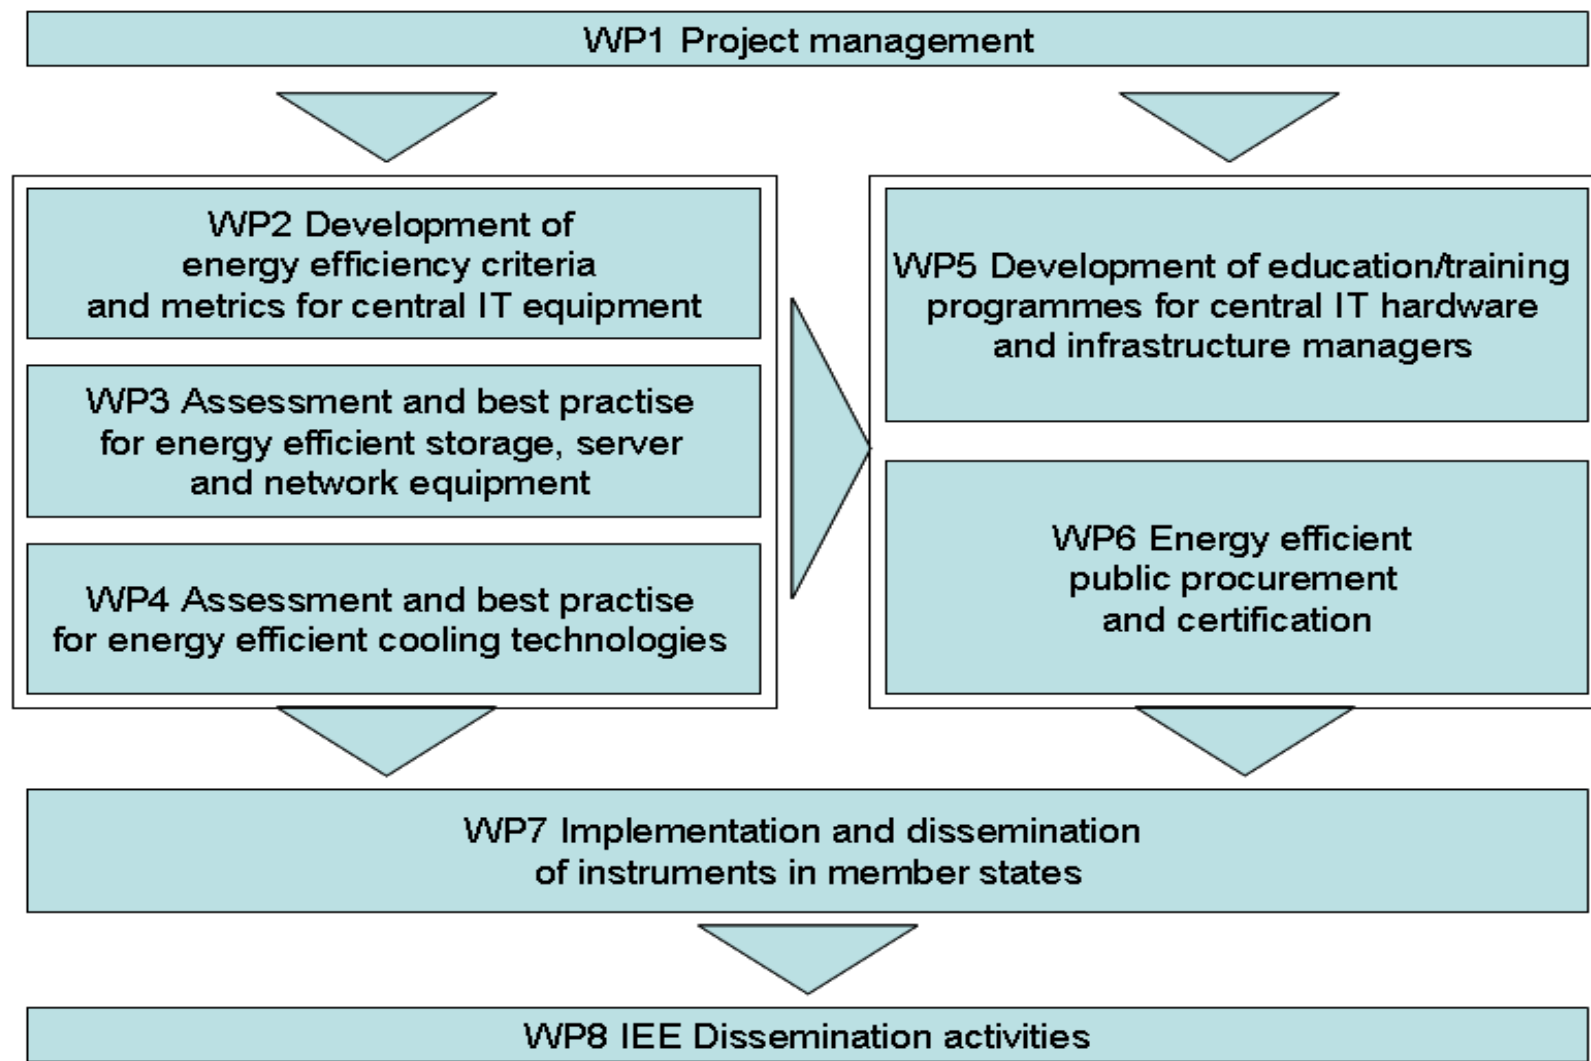 WP1 Project management
WP2 Development of
energy efficiency criteria
and metrics for central IT equipment
WP3 Assessment and best practise
for energy efficient storage, server
and network equipment
WP4 Assessment and best practise
for energy efficient cooling technologies
WP5 Development of education/training
programmes for central IT hardware
and infrastructure managers
WP6 Energy efficient
public procurement
and certification
WP7 Implementation and dissemination
of instruments in member states
WP8 IEE Dissemination activities